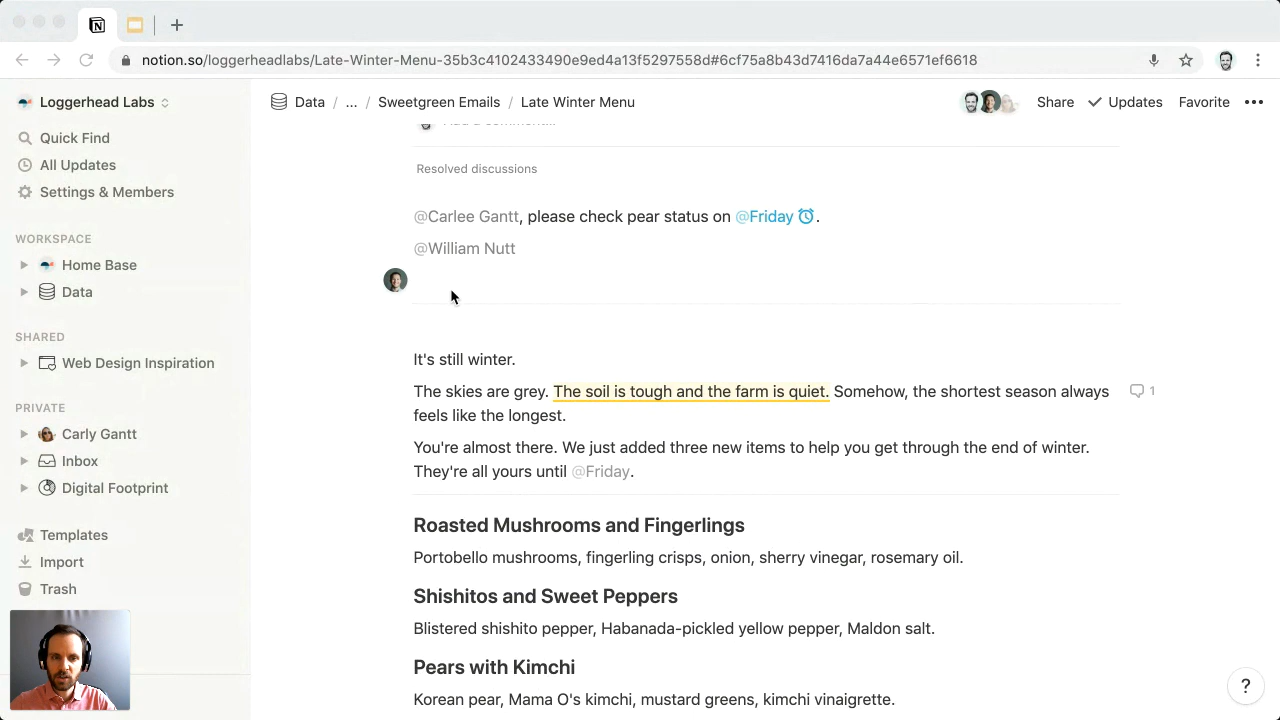 notion.so/loggerheadlabs/Late-Winter-Menu-35b3c4102433490e9ed4a13f5297558d#6cf75a8b43d7416da7a44e6571ef6618
Loggerhead Labs
Data / ... / Sweetgreen Emails / Late Winter Menu
Share
Updates
Favorite
Quick Find
All Updates
Settings & Members
WORKSPACE
Home Base
Data
SHARED
Web Design Inspiration
PRIVATE
Carly Gantt
Inbox
Digital Footprint
Templates
Import
Trash
Resolved discussions
@Carlee Gantt, please check pear status on @Friday.
@William Nutt
It's still winter.
The skies are grey. The soil is tough and the farm is quiet. Somehow, the shortest season always
1
feels like the longest.
You're almost there. We just added three new items to help you get through the end of winter.
They're all yours until @Friday.
Roasted Mushrooms and Fingerlings
Portobello mushrooms, fingerling crisps, onion, sherry vinegar, rosemary oil.
Shishitos and Sweet Peppers
Blistered shishito pepper, Habanada-pickled yellow pepper, Maldon salt.
Pears with Kimchi
Korean pear, Mama O's kimchi, mustard greens, kimchi vinaigrette.
?